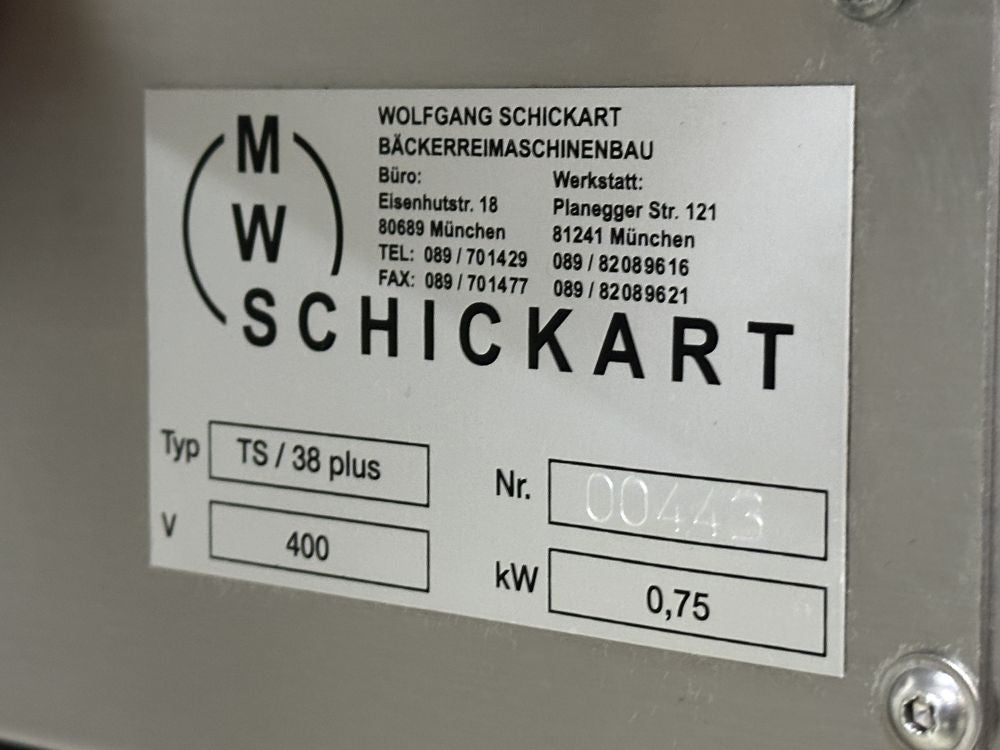 M
W
SCHICKART
WOLFGANG SCHICKART
BÄCKERREIMASCHINENBAU
Büro:
Eisenhutstr. 18
80689 München
TEL: 089 / 701429
FAX: 089 / 701477
Werkstatt:
Planegger Str. 121
81241 München
089 / 82089616
089 / 82089621
Typ TS / 38 plus
Nr. 00443
V 400
kW 0,75